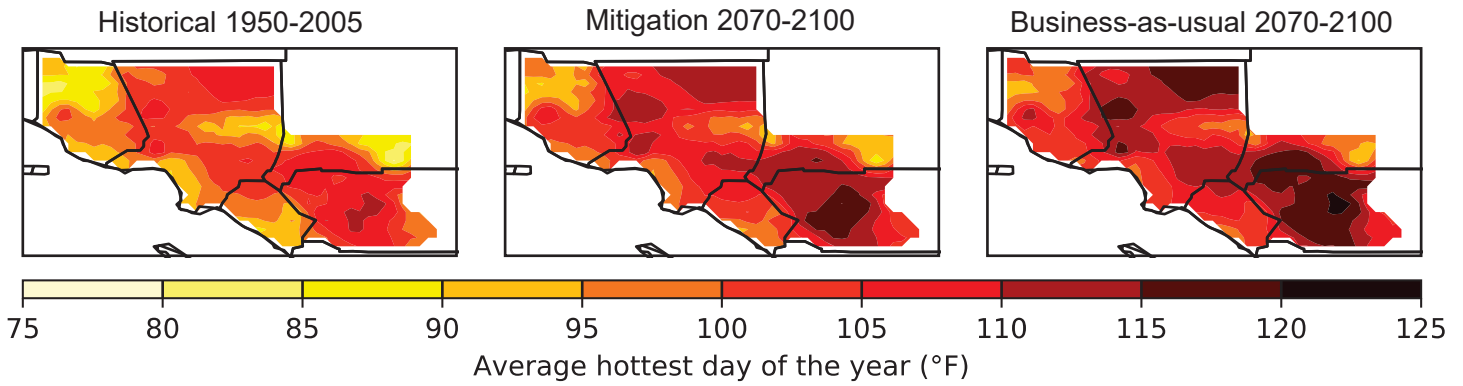 Historical 1950-2005 Mitigation 2070-2100 Business-as-usual 2070-2100
75 80 85 90 95 100 105 110 115 120 125
Average hottest day of the year (°F)